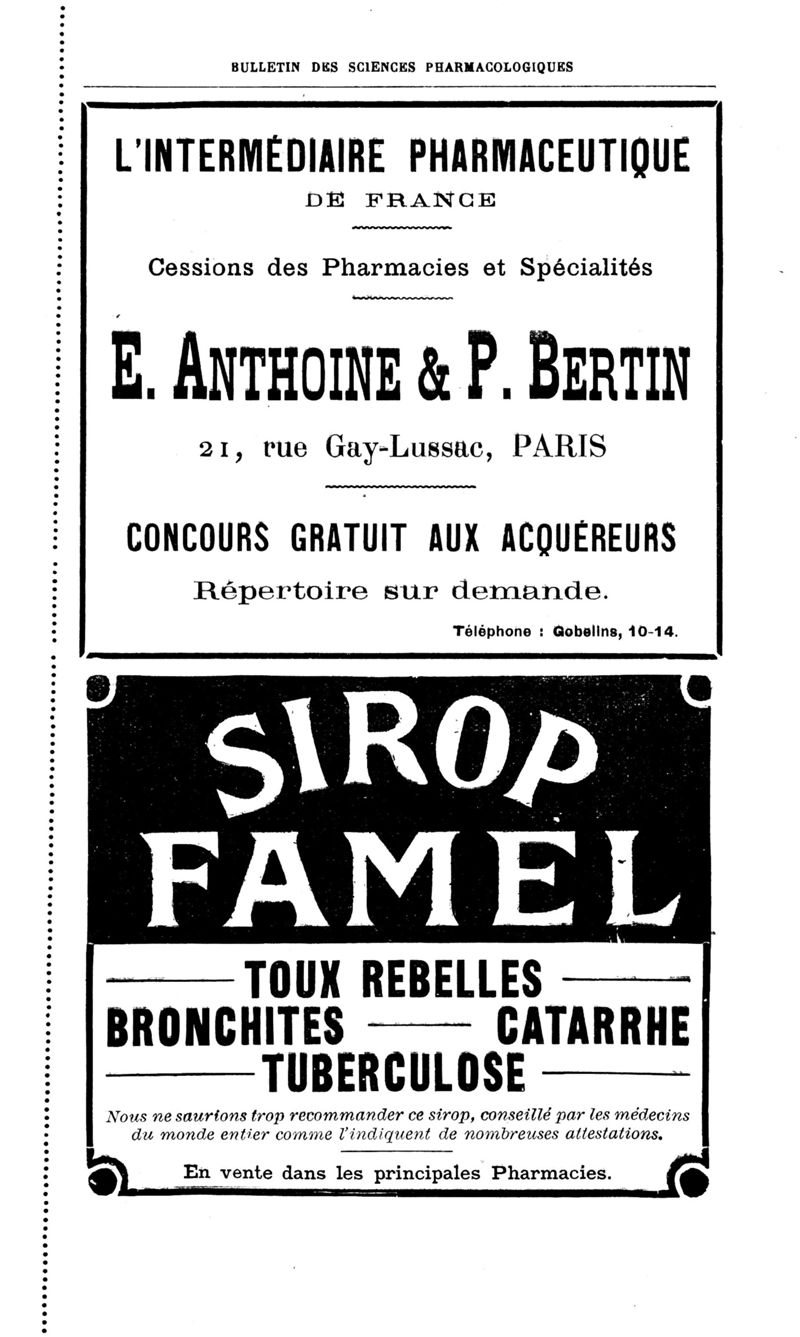 BULLETIN DES SCIENCES PHARMACOLOGIQUES
L'INTERMÉDIAIRE PHARMACEUTIQUE
DE FRANCE
Cessions des Pharmacies et Spécialités
E. ANTHOINE & P. BERTIN
21, rue Gay-Lussac, PARIS
CONCOURS GRATUIT AUX ACQUÉREURS
Répertoire sur demande.
Téléphone : Gobelins, 10-14.
SIROP
FAMEL
TOUX REBELLES
BRONCHITES — CATARRHE
TUBERCULOSE
Nous ne saurions trop recommander ce sirop, conseillé par les médecins
du monde entier comme l'indiquent de nombreuses attestations.
En vente dans les principales Pharmacies.